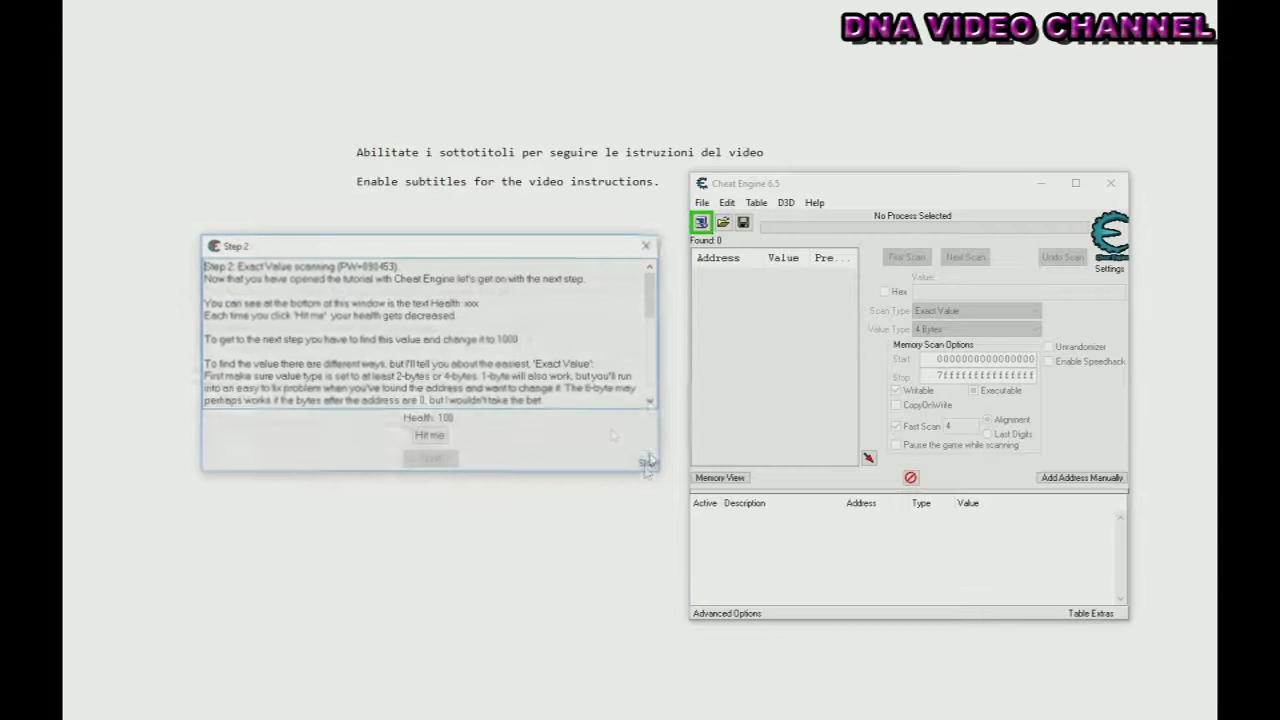 DNA VIDEO CHANNEL
Abilitate i sottotitoli per seguire le istruzioni del video
Enable subtitles for the video instructions.
Step 2
Step 2: Exact Value scanning (PW=090453)
Now that you have opened the tutorial with Cheat Engine let's get on with the next step.
You can see at the bottom of this window is the text Health: xxx
Each time you click 'Hit me' your health gets decreased.
To get to the next step you have to find this value and change it to 1000
To find the value there are different ways, but I'll tell you about the easiest, 'Exact Value':
First make sure value type is set to at least 2-bytes or 4-bytes. 1-byte will also work, but you'll run
into an easy to fix problem when you've found the address and want to change it. The 8-byte may
perhaps works if the bytes after the address are 0, but I wouldn't take the bet.
Health: 100
Hit me
Cheat Engine 6.5
File Edit Table D3D Help
No Process Selected
Found: 0
Address Value Pre...
First Scan Next Scan Undo Scan
Settings
Value:
Hex
Scan Type Exact Value
Value Type 4 Bytes
Memory Scan Options
Unrandomizer
Enable Speedhack
Start 0000000000000000
Stop 7fffffffffffffff
Writable Executable
CopyOnWrite
Fast Scan 4 Alignment
Last Digits
Pause the game while scanning
Memory View Add Address Manually
Active Description Address Type Value
Advanced Options Table Extras